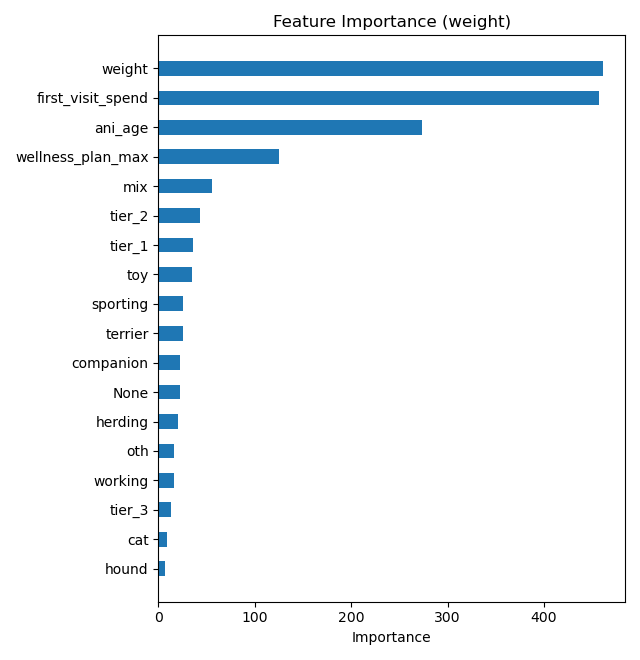 Feature Importance (weight)
weight
first_visit_spend
ani_age
wellness_plan_max
mix
tier_2
tier_1
toy
sporting
terrier
companion
None
herding
oth
working
tier_3
cat
hound
0 100 200 300 400
Importance